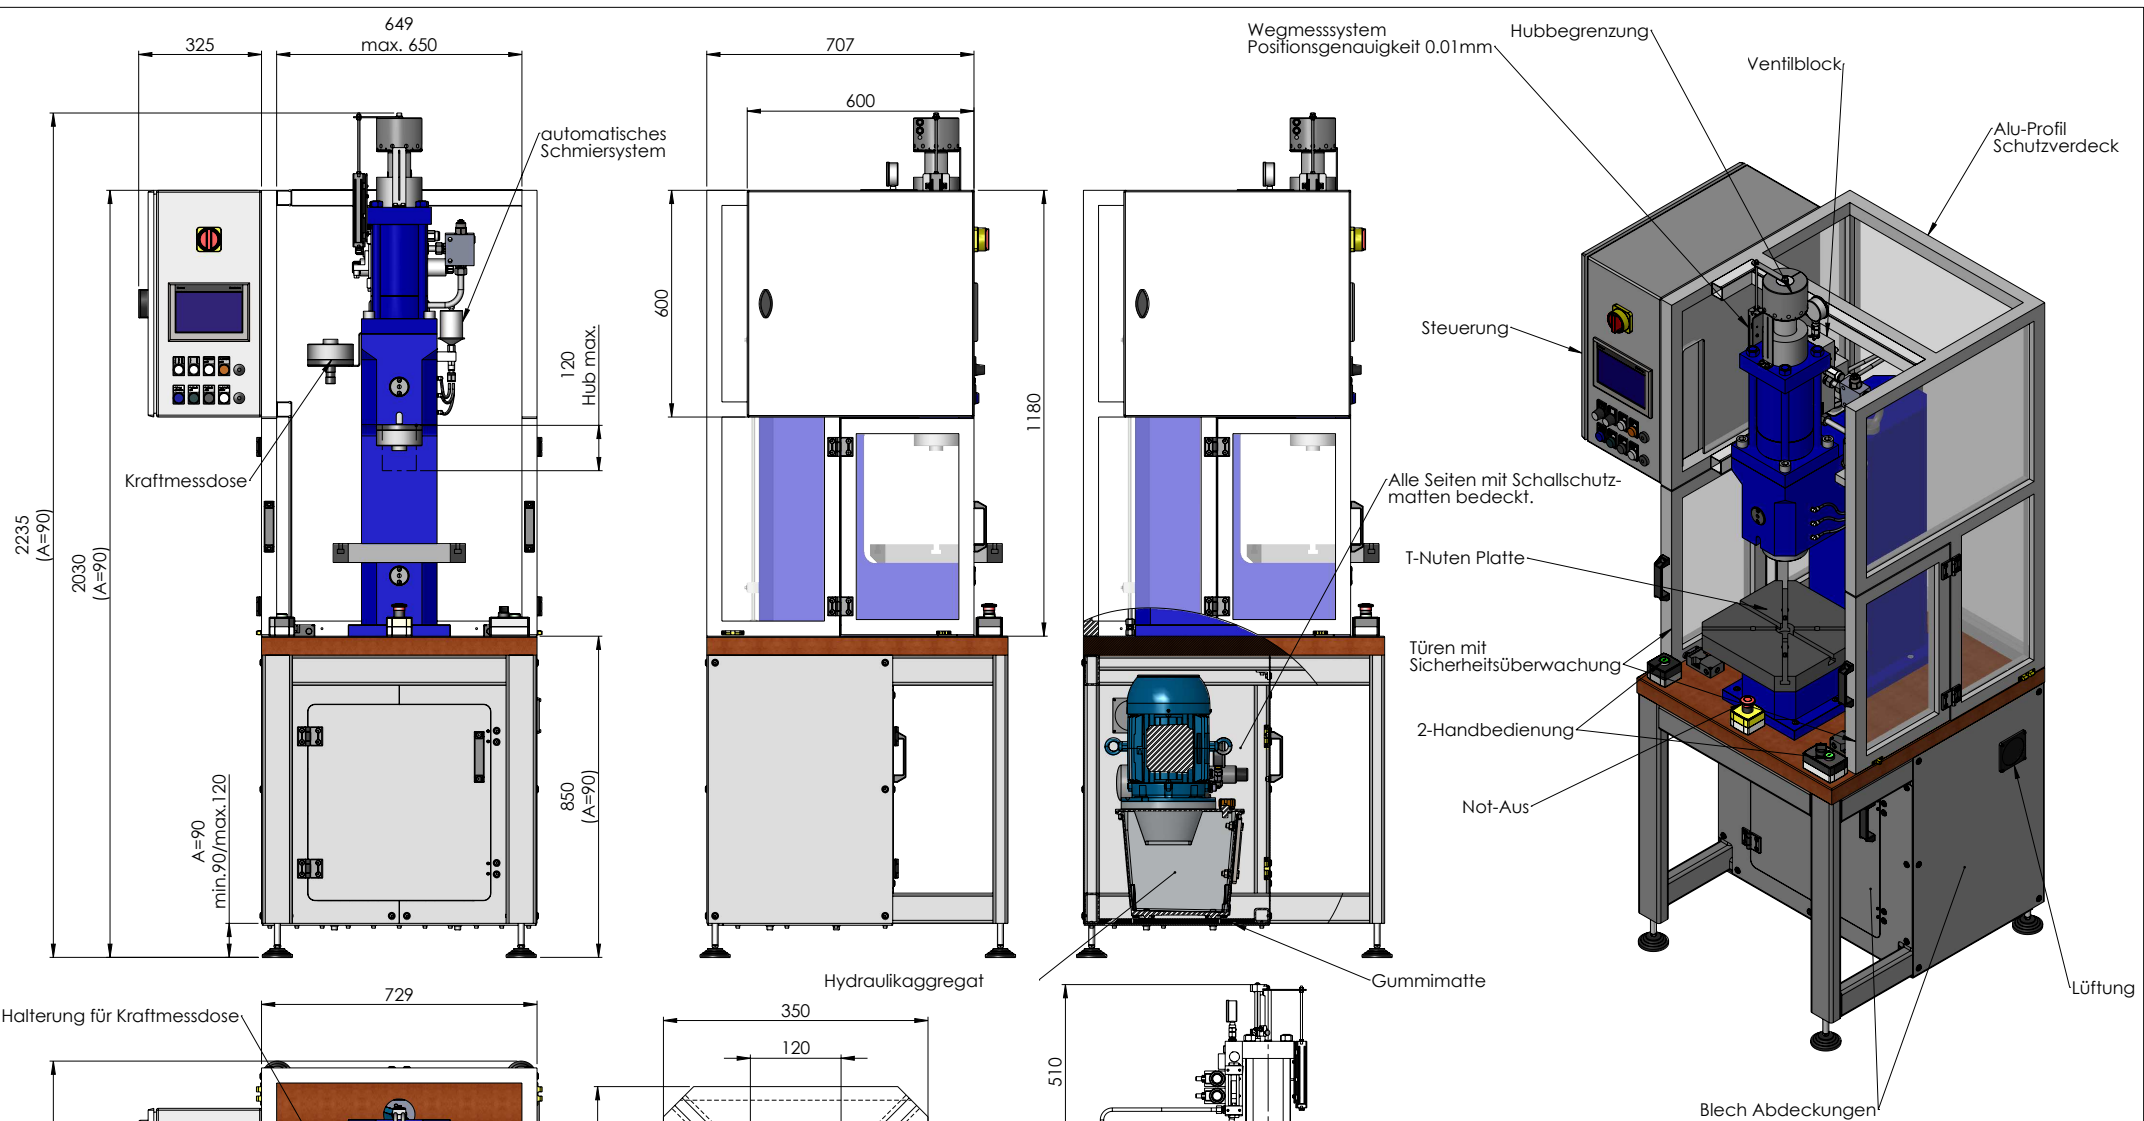 649
max. 650
325
707
600
Wegmesssystem
Positionsgenauigkeit 0.01mm
Hubbegrenzung
Ventilblock
Alu-Profil
Schutzverdeck
automatisches
Schmiersystem
600
1180
120
Hub max.
Steuerung
Kraftmessdose
Alle Seiten mit Schallschutz-
matten bedeckt.
2235
(A=90)
2030
(A=90)
T-Nuten Platte
Türen mit
Sicherheitsüberwachung
2-Handbedienung
Not-Aus
A=90
min.90/max.120
850
(A=90)
Hydraulikaggregat
Gummimatte
Lüftung
729
Halterung für Kraftmessdose
350
120
510
Blech Abdeckungen